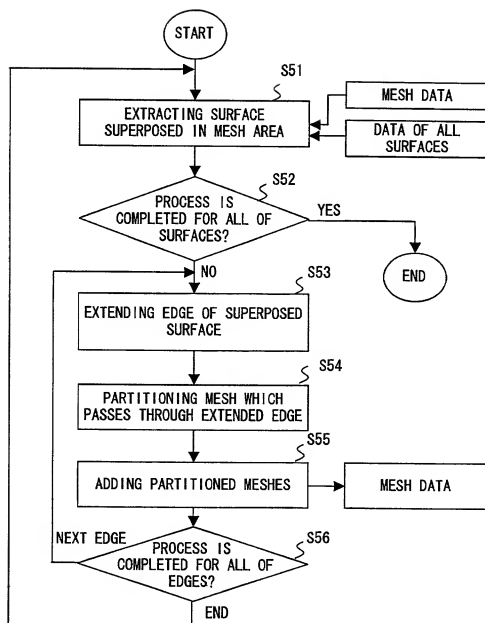 START
S51
EXTRACTING SURFACE
SUPERPOSED IN MESH AREA
MESH DATA
DATA OF ALL
SURFACES
S52
PROCESS IS
COMPLETED FOR ALL OF
SURFACES?
YES
END
NO
S53
EXTENDING EDGE OF SUPERPOSED
SURFACE
S54
PARTITIONING MESH WHICH
PASSES THROUGH EXTENDED EDGE
S55
ADDING PARTITIONED MESHES
MESH DATA
NEXT EDGE
S56
PROCESS IS
COMPLETED FOR ALL OF
EDGES?
END